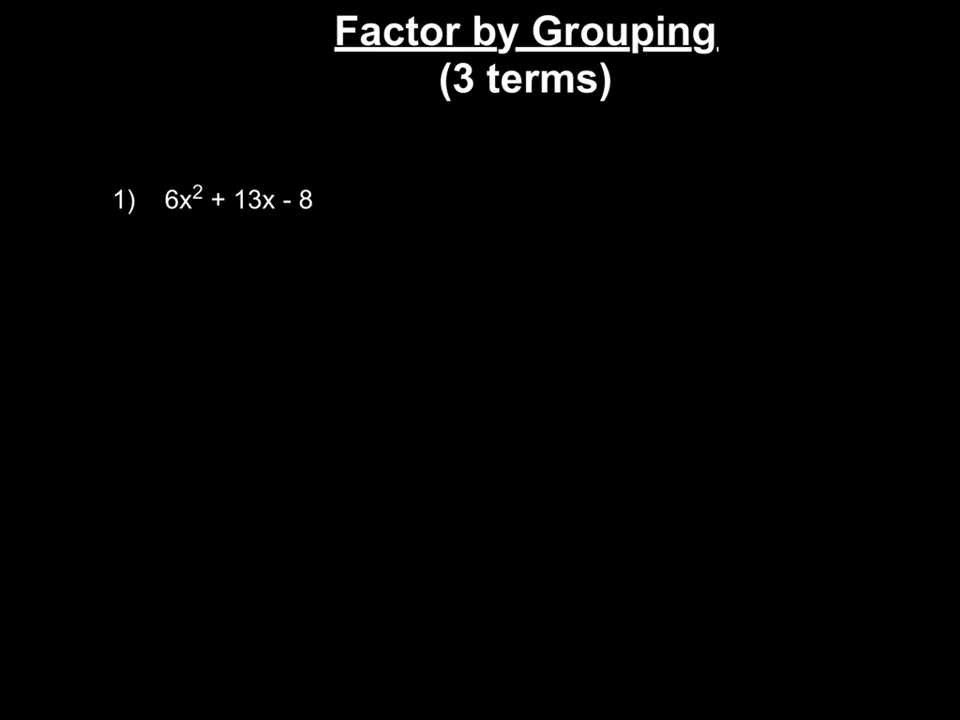 Factor by Grouping
(3 terms)
1) 6x² + 13x - 8